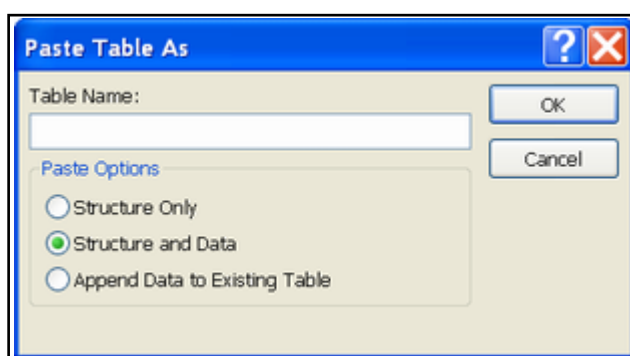 Paste Table As
Table Name:
OK
Cancel
Paste Options
Structure Only
Structure and Data
Append Data to Existing Table